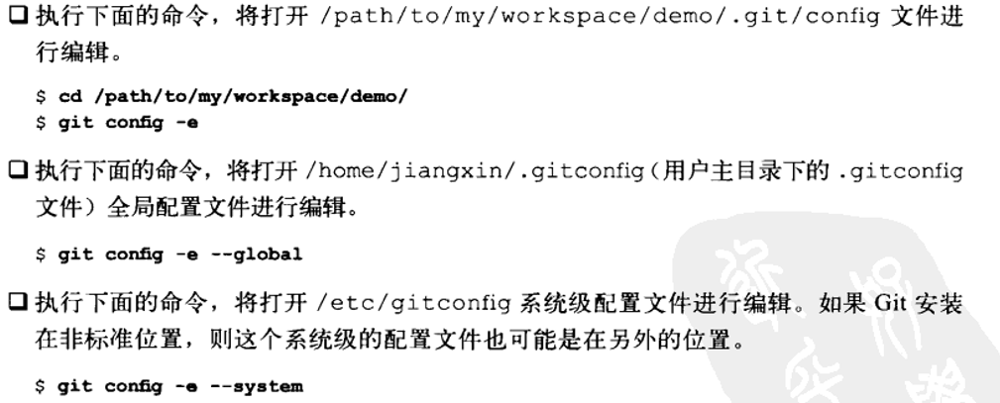 ❑ 执行下面的命令，将打开 /path/to/my/workspace/demo/.git/config 文件进
行编辑。
$ cd /path/to/my/workspace/demo/
$ git config -e
❑ 执行下面的命令，将打开 /home/jiangxin/.gitconfig（用户主目录下的 .gitconfig
文件）全局配置文件进行编辑。
$ git config -e --global
❑ 执行下面的命令，将打开 /etc/gitconfig 系统级配置文件进行编辑。如果 Git 安装
在非标准位置，则这个系统级的配置文件也可能是在另外的位置。
$ git config -e --system